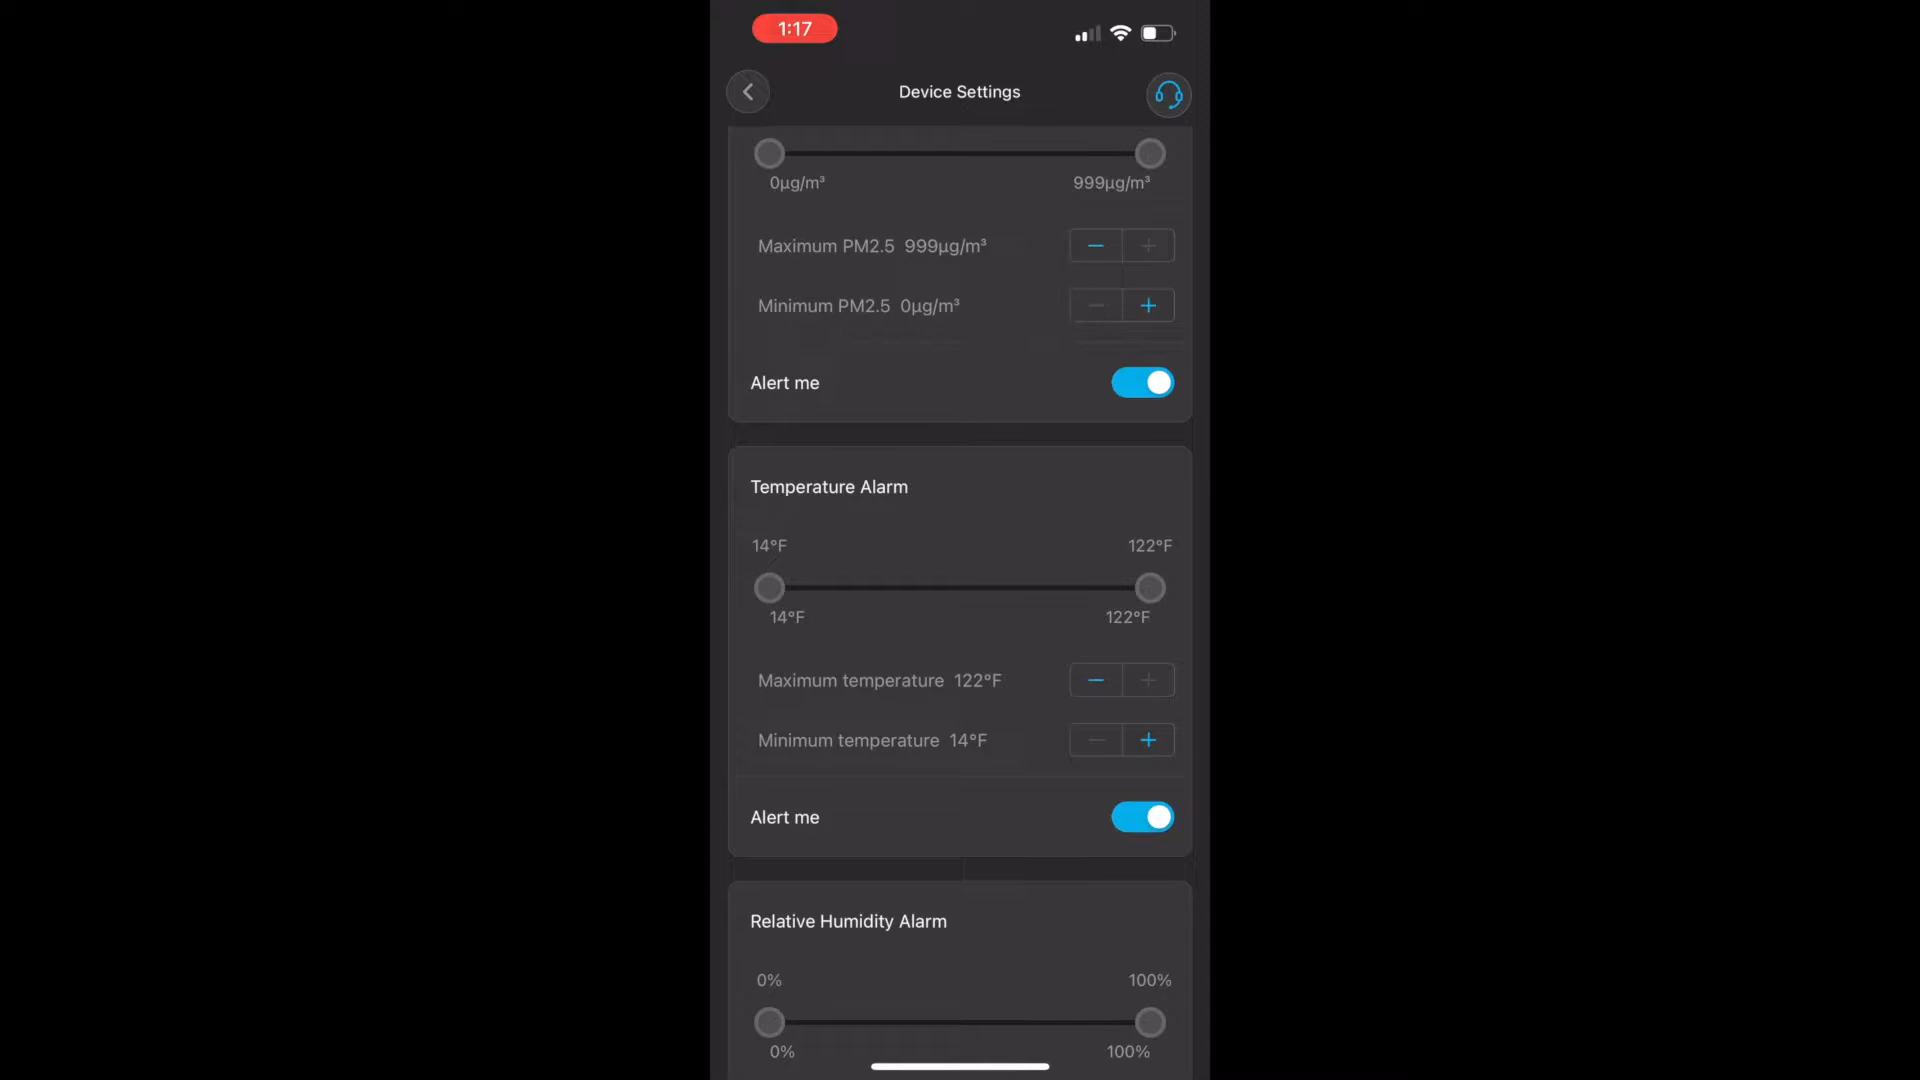 1:17
Device Settings
0µg/m³ 999µg/m³
Maximum PM2.5 999µg/m³
Minimum PM2.5 0µg/m³
Alert me
Temperature Alarm
14°F 122°F
14°F 122°F
Maximum temperature 122°F
Minimum temperature 14°F
Alert me
Relative Humidity Alarm
0% 100%
0% 100%